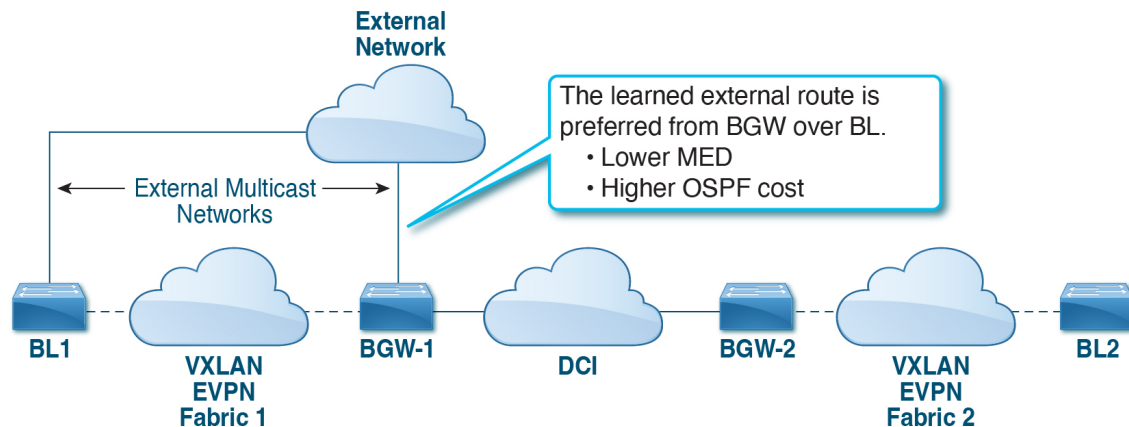 External
Network
The learned external route is
preferred from BGW over BL.
• Lower MED
• Higher OSPF cost
External Multicast
Networks
BL1
VXLAN
EVPN
Fabric 1
BGW-1
DCI
BGW-2
VXLAN
EVPN
Fabric 2
BL2